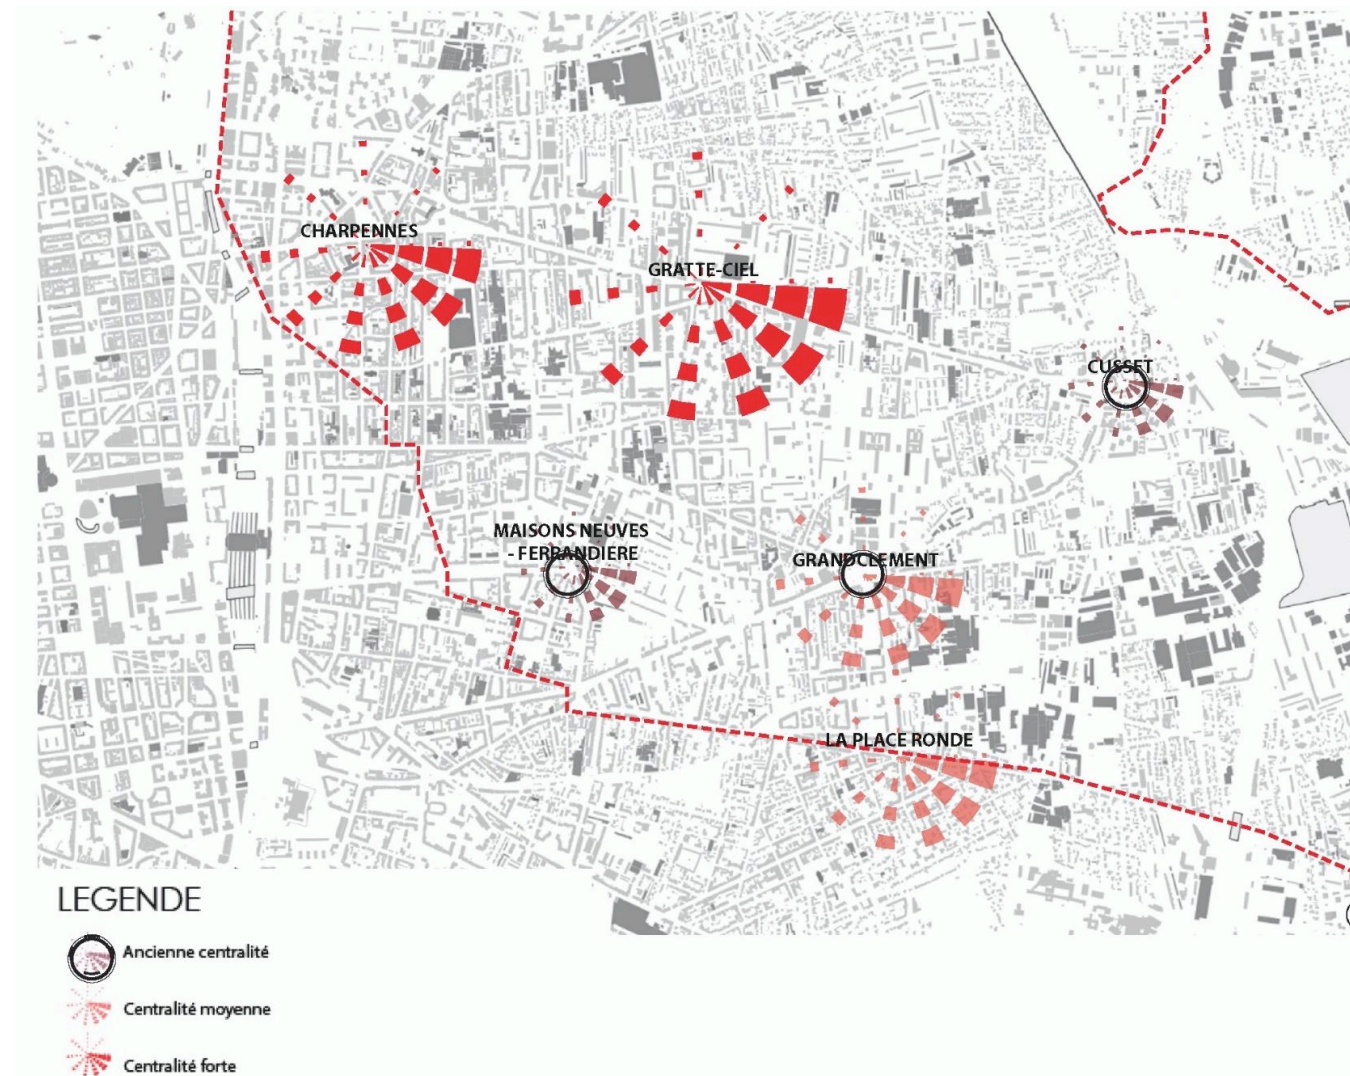 CHARPENNES
GRATTE-CIEL
CUSSET
MAISONS NEUVES
- FERRANDIERE
GRANDCLEMENT
LA PLACE RONDE
LEGENDE
Ancienne centralité
Centralité moyenne
Centralité forte